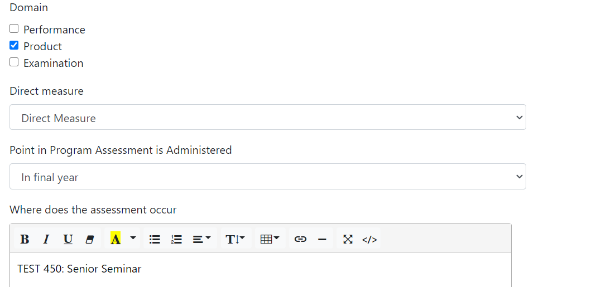 Domain
Performance
Product
Examination
Direct measure
Direct Measure
Point in Program Assessment is Administered
In final year
Where does the assessment occur
B I U A T </>
TEST 450: Senior Seminar